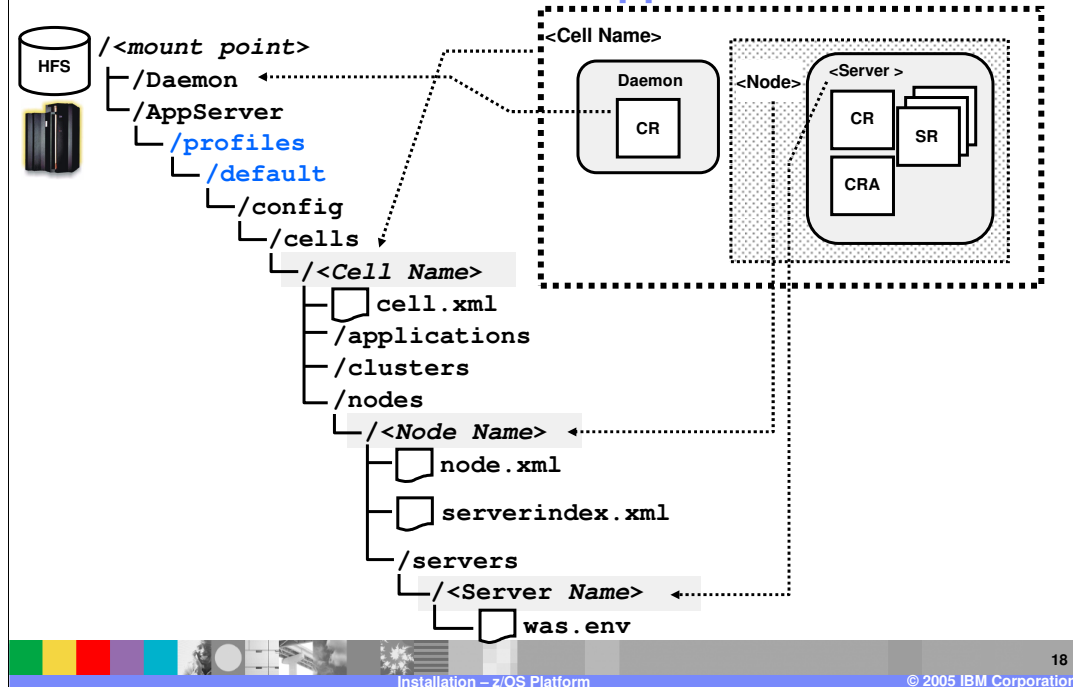 HFS
/<mount point>
/Daemon
/AppServer
/profiles
/default
/config
/cells
/<Cell Name>
cell.xml
/applications
/clusters
/nodes
/<Node Name>
node.xml
serverindex.xml
/servers
/<Server Name>
was.env
<Cell Name>
Daemon
CR
<Node>
<Server >
CR
SR
CRA
18
Installation – z/OS Platform
© 2005 IBM Corporation